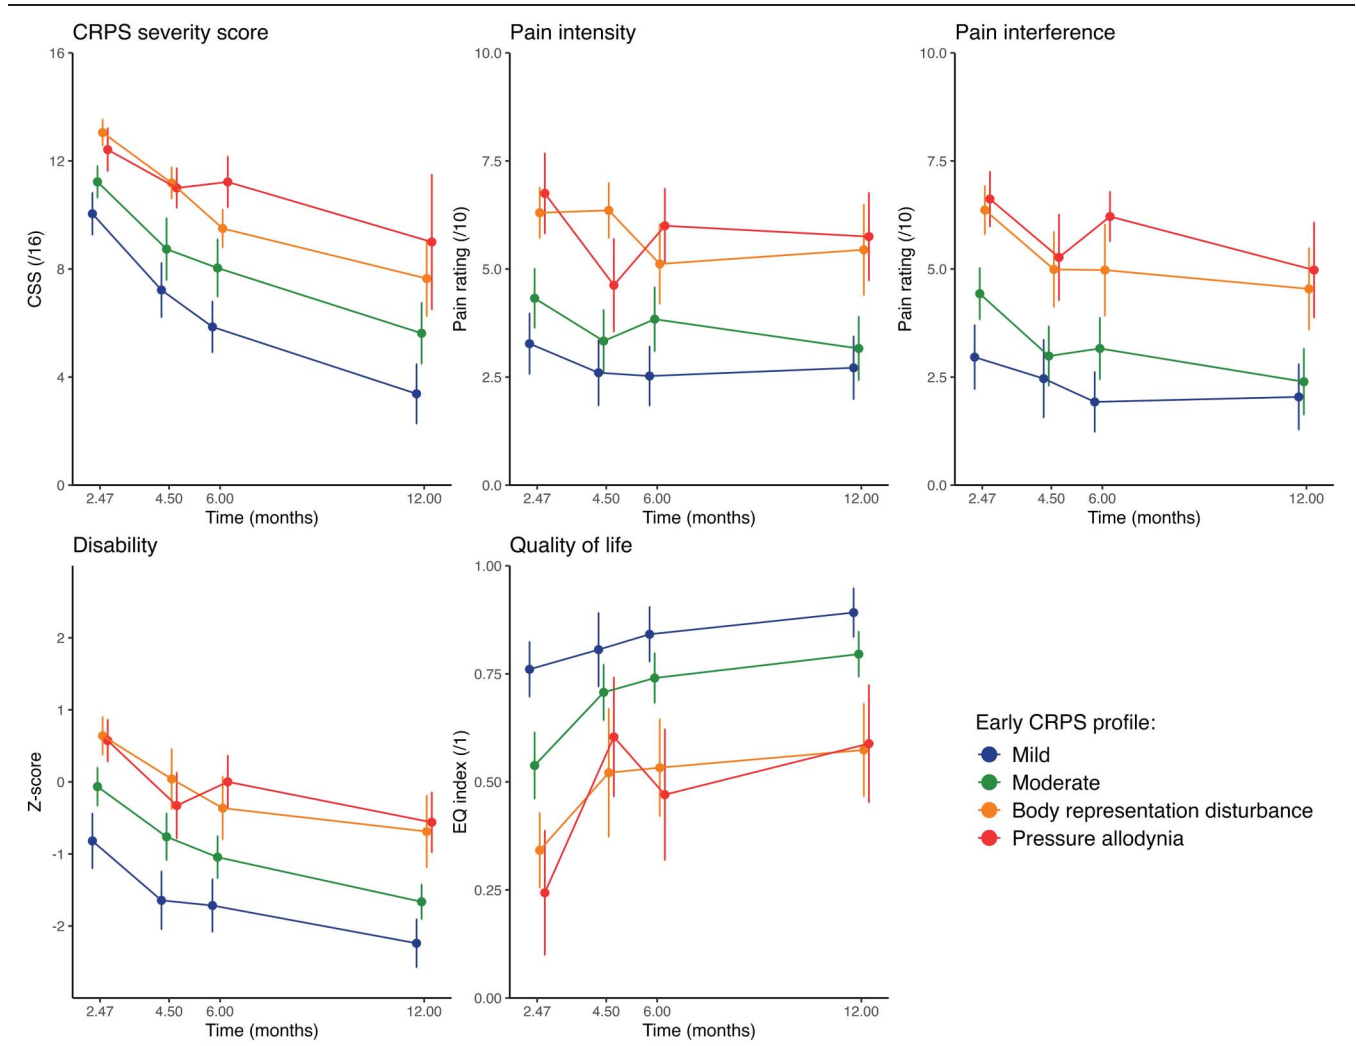 CRPS severity score
16
12
8
4
0
CSS (/16)
2.47 4.50 6.00 12.00
Time (months)
Pain intensity
10.0
7.5
5.0
2.5
0.0
Pain rating (/10)
2.47 4.50 6.00 12.00
Time (months)
Pain interference
10.0
7.5
5.0
2.5
0.0
Pain rating (/10)
2.47 4.50 6.00 12.00
Time (months)
Disability
2
1
0
-1
-2
Z-score
2.47 4.50 6.00 12.00
Time (months)
Quality of life
1.00
0.75
0.50
0.25
0.00
EQ index (/1)
2.47 4.50 6.00 12.00
Time (months)
Early CRPS profile:
Mild
Moderate
Body representation disturbance
Pressure allodynia